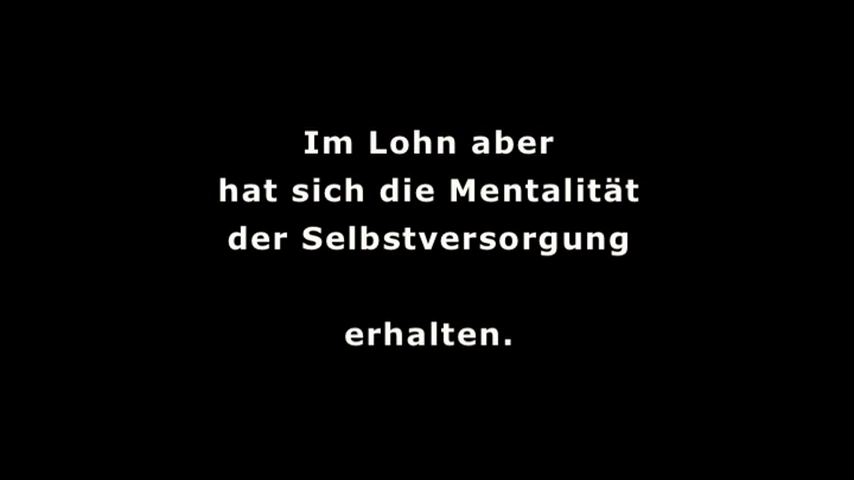 Im Lohn aber
hat sich die Mentalität
der Selbstversorgung
erhalten.